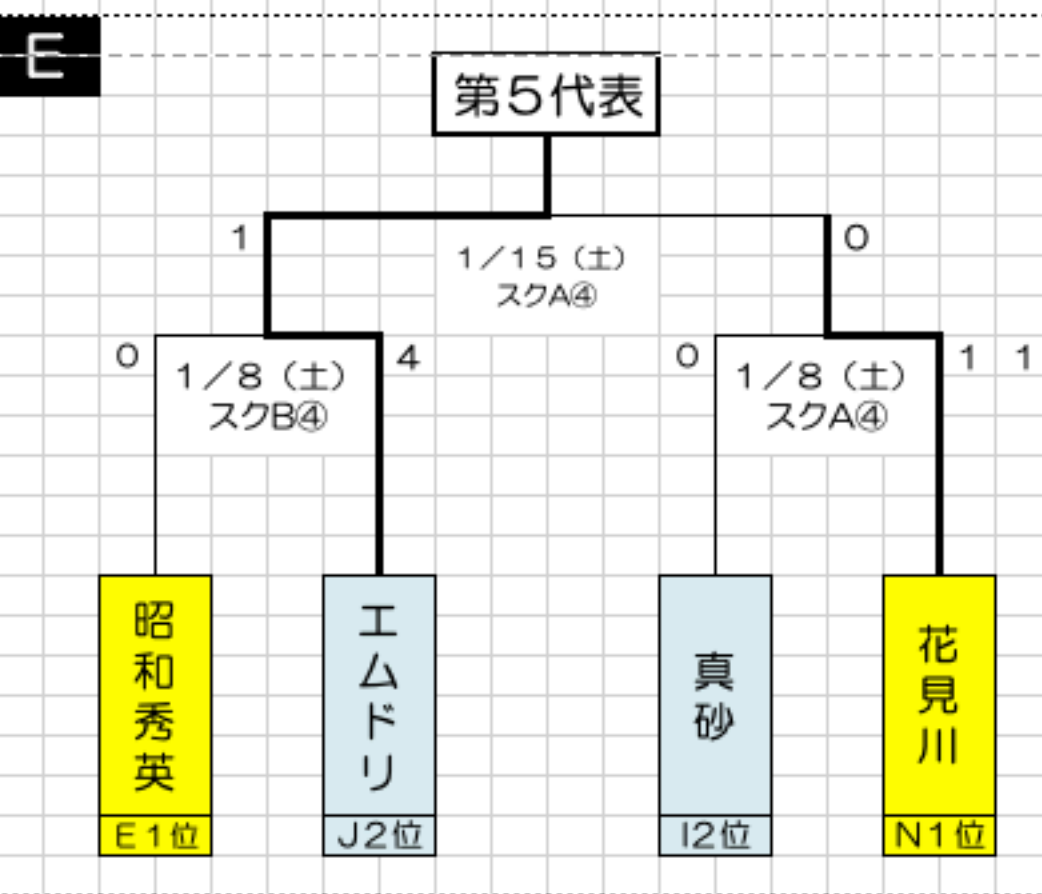 E
第５代表
1
0
１／１５（土）
スクA④
0
4
0
１１
１／８（土）
スクB④
１／８（土）
スクA④
昭和秀英
エムドリ
真砂
花見川
E１位
J２位
I２位
N１位